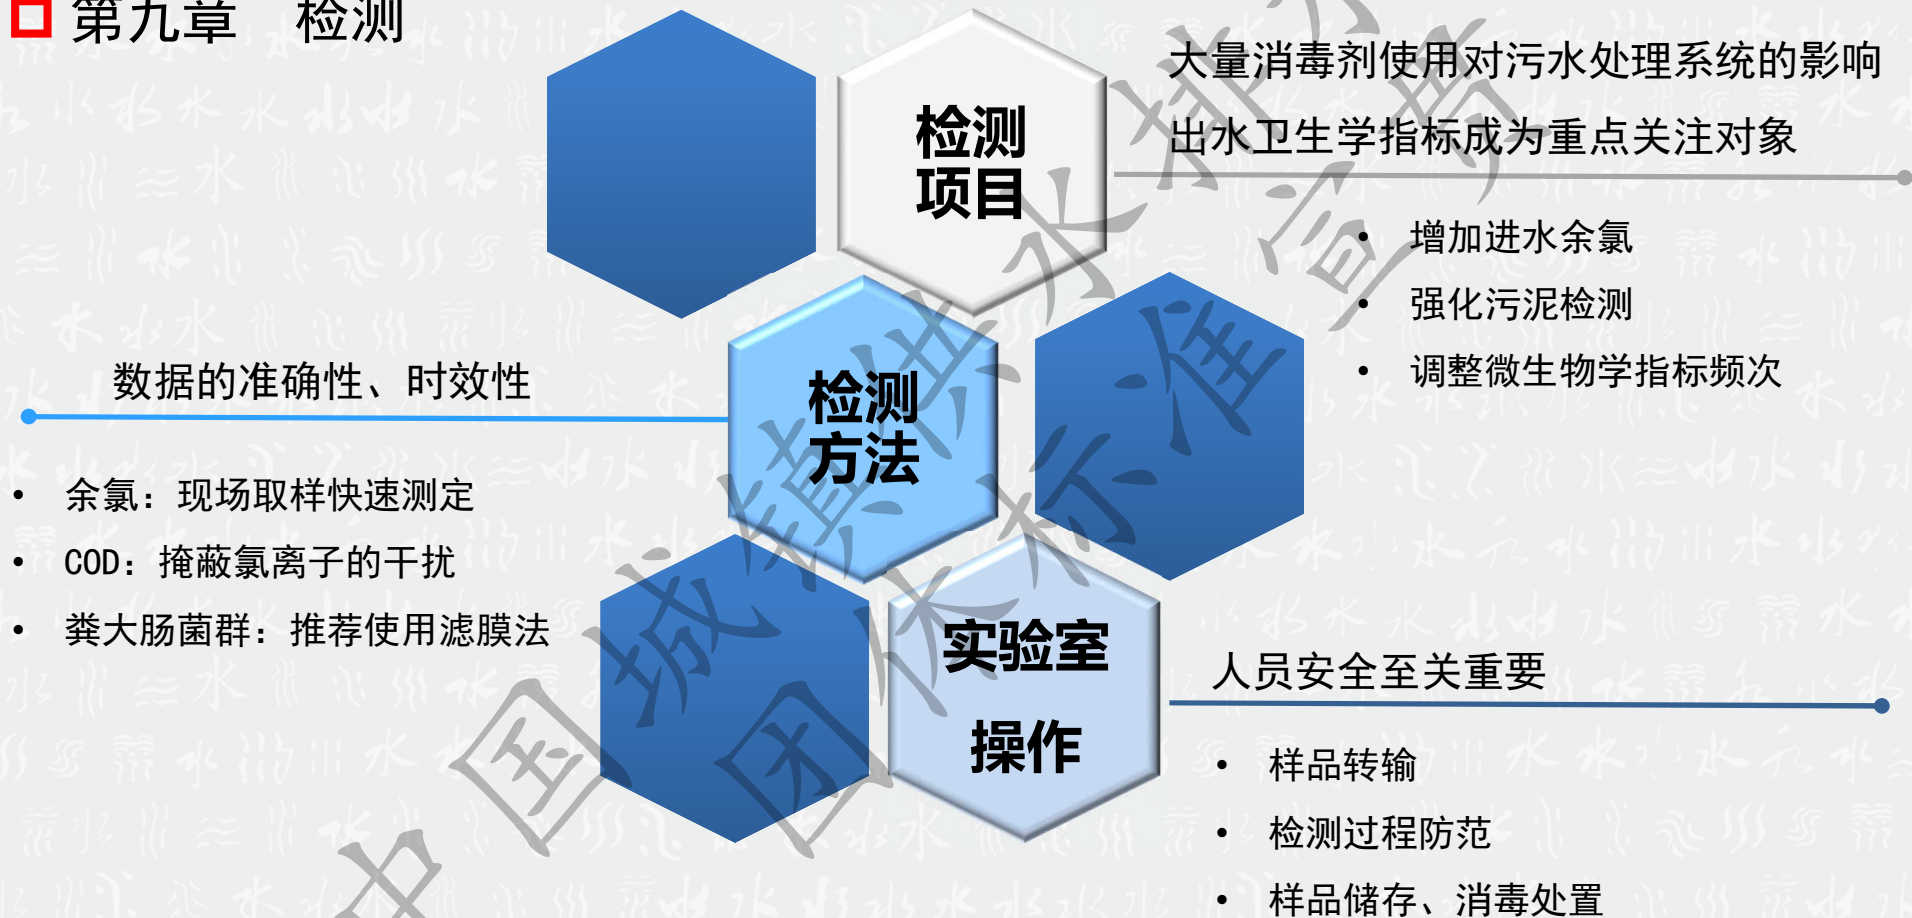 第九章 检测
检测
项目
大量消毒剂使用对污水处理系统的影响
出水卫生学指标成为重点关注对象
• 增加进水余氯
• 强化污泥检测
• 调整微生物学指标频次
数据的准确性、时效性
检测
方法
• 余氯：现场取样快速测定
• COD：掩蔽氯离子的干扰
• 粪大肠菌群：推荐使用滤膜法
实验室
操作
人员安全至关重要
• 样品转输
• 检测过程防范
• 样品储存、消毒处置
中国城镇供水排水
团体标准宣贯